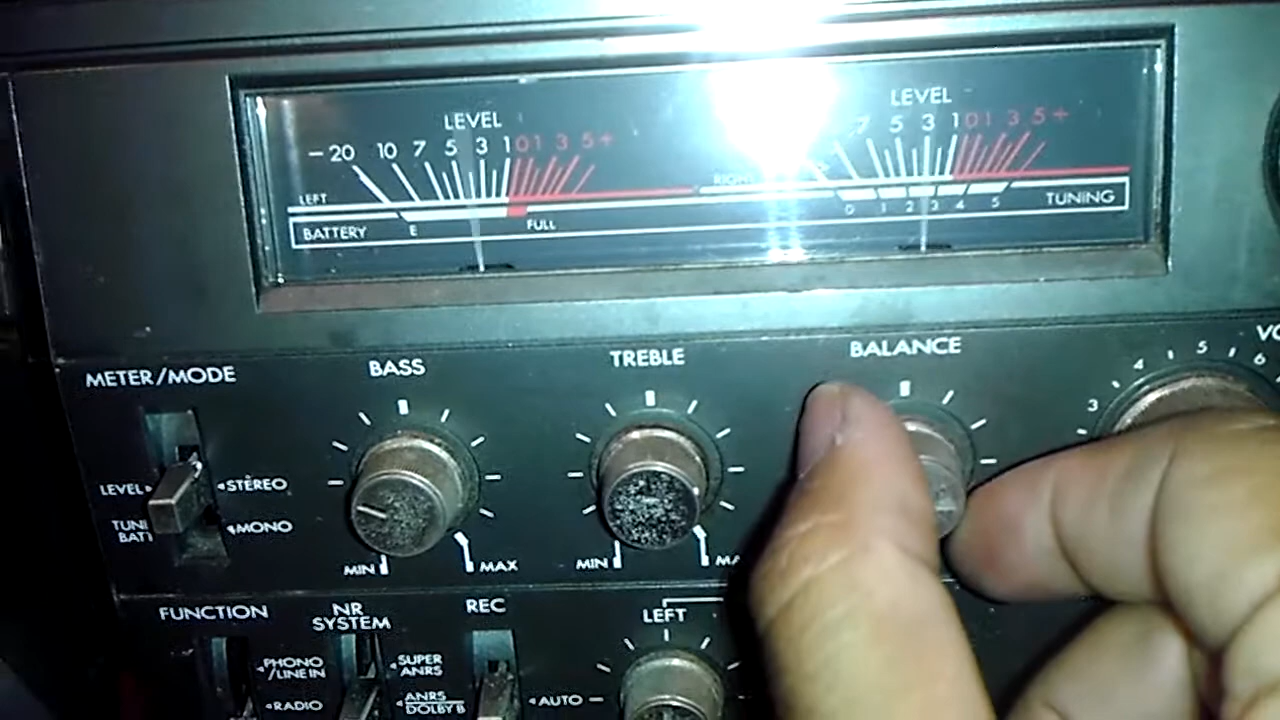 LEVEL
LEVEL
− 20 10 7 5 3 1 0 1 3 5 +
7 5 3 1 0 1 3 5 +
LEFT
BATTERY E FULL
0 1 2 3 4 5 TUNING
METER/MODE
BASS
TREBLE
BALANCE
3 4 5 6
LEVEL
STEREO
MONO
MIN MAX
MIN
FUNCTION
NR
SYSTEM
REC
LEFT
PHONO
/LINE IN
RADIO
SUPER
ANRS
ANRS
DOLBY B
AUTO